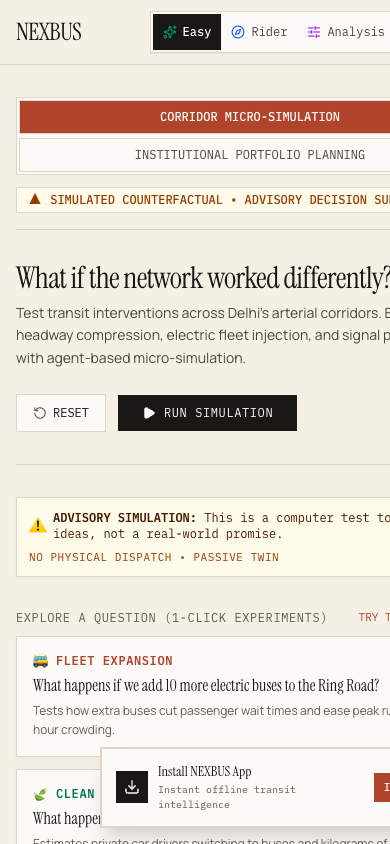 NEXBUS
Easy
Rider
Analysis
CORRIDOR MICRO-SIMULATION
INSTITUTIONAL PORTFOLIO PLANNING
SIMULATED COUNTERFACTUAL • ADVISORY DECISION
What if the network worked differently?
Test transit interventions across Delhi's arterial corridors.
headway compression, electric fleet injection, and signal
with agent-based micro-simulation.
RESET
RUN SIMULATION
ADVISORY SIMULATION: This is a computer test to
ideas, not a real-world promise.
NO PHYSICAL DISPATCH • PASSIVE TWIN
EXPLORE A QUESTION (1-CLICK EXPERIMENTS)
TRY
FLEET EXPANSION
What happens if we add 10 more electric buses to the Ring Road?
Tests how extra buses cut passenger wait times and ease peak
hour crowding.
CLEAN
What
Install NEXBUS App
Instant offline transit
intelligence
Estimates private car drivers switching to buses and kilograms of